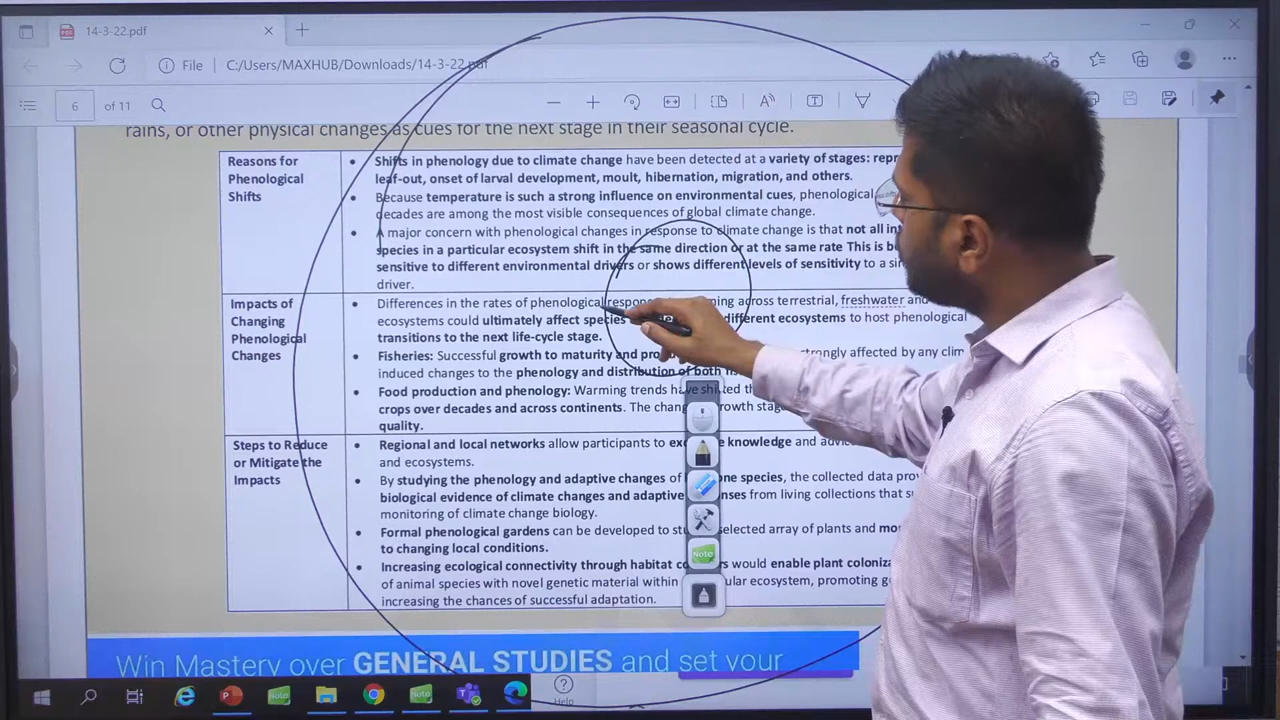 14-3-22.pdf
File
C:/Users/MAXHUB/Downloads/14-3-22.pdf
6
of 11
rains, or other physical changes as cues for the next stage in their seasonal cycle.
Reasons for
Phenological
Shifts
Shifts in phenology due to climate change have been detected at a variety of stages:
leaf-out, onset of larval development, moult, hibernation, migration, and others.
Because temperature is such a strong influence on environmental cues, phenological
decades are among the most visible consequences of global climate change.
A major concern with phenological changes in response to climate change is that not all
species in a particular ecosystem shift in the same direction or at the same rate This is
sensitive to different environmental drivers or shows different levels of sensitivity to a
driver.
Impacts of
Changing
Phenological
Changes
Differences in the rates of phenological across terrestrial, freshwater and
ecosystems could ultimately affect species different ecosystems to host phenological
transitions to the next life-cycle stage.
Fisheries: Successful growth to maturity and affected by any
induced changes to the phenology and distribution of both
Food production and phenology: Warming trends have shifted
crops over decades and across continents. The growth
quality.
Steps to Reduce
or Mitigate the
Impacts
Regional and local networks allow participants to knowledge and
and ecosystems.
By studying the phenology and adaptive changes of species, the collected data
biological evidence of climate changes and adaptive from living collections that
monitoring of climate change biology.
Formal phenological gardens can be developed to selected array of plants and
to changing local conditions.
Increasing ecological connectivity through habitat would enable plant
of animal species with novel genetic material within ecosystem, promoting
increasing the chances of successful adaptation.
Note
Win Mastery over GENERAL STUDIES and set your
Note
Note
Help